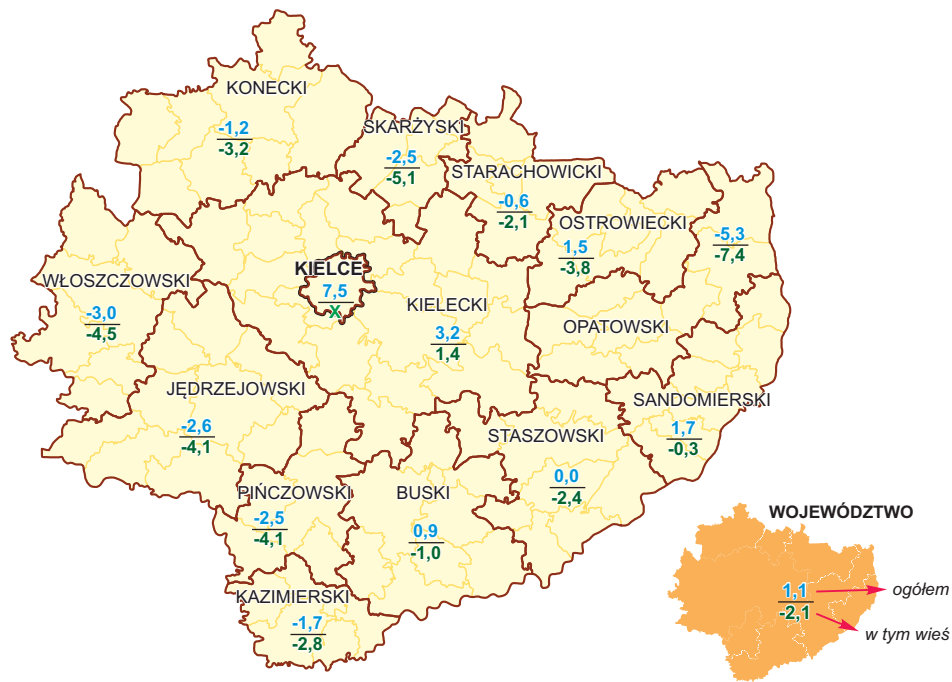 KONECKI
-1,2
-3,2
SKARŻYSKI
-2,5
-5,1
STARACHOWICKI
-0,6
-2,1
OSTROWIECKI
1,5
-3,8
-5,3
-7,4
WŁOSZCZOWSKI
-3,0
-4,5
KIELCE
7,5
X
KIELECKI
3,2
1,4
OPATOWSKI
JĘDRZEJOWSKI
-2,6
-4,1
SANDOMIERSKI
1,7
-0,3
STASZOWSKI
0,0
-2,4
PIŃCZOWSKI
-2,5
-4,1
BUSKI
0,9
-1,0
KAZIMIERSKI
-1,7
-2,8
WOJEWÓDZTWO
1,1
-2,1
ogółem
w tym wieś